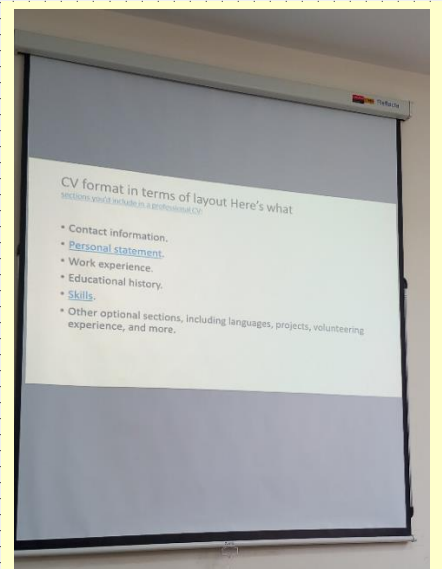 CV format in terms of layout Here's what
sections you'd include in a professional CV:
• Contact information.
• Personal statement.
• Work experience.
• Educational history.
• Skills.
• Other optional sections, including languages, projects, volunteering
experience, and more.